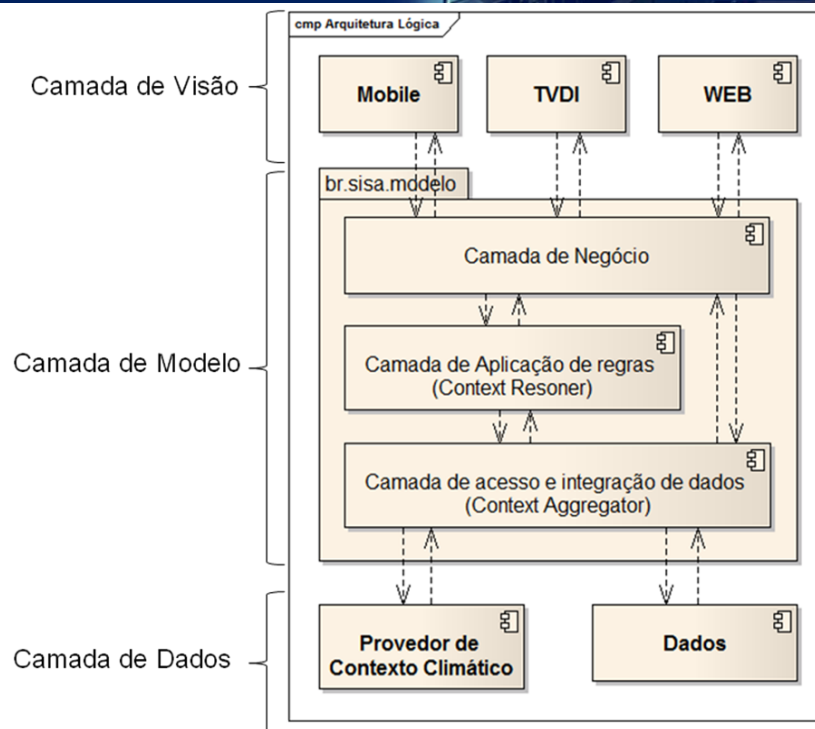 cmp Arquitetura Lógica
Camada de Visão
Mobile
TVDI
WEB
br.sisa.modelo
Camada de Negócio
Camada de Modelo
Camada de Aplicação de regras
(Context Resoner)
Camada de acesso e integração de dados
(Context Aggregator)
Camada de Dados
Provedor de
Contexto Climático
Dados